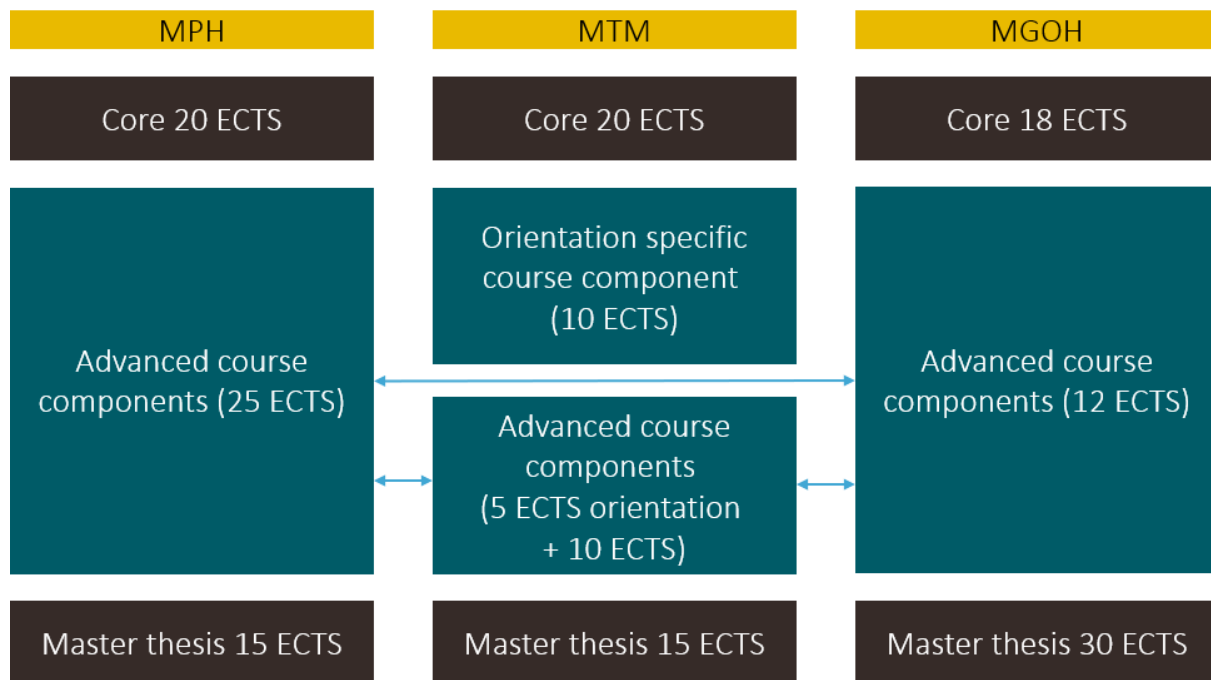 MPH
MTM
MGOH
Core 20 ECTS
Core 20 ECTS
Core 18 ECTS
Advanced course
components (25 ECTS)
Orientation specific
course component
(10 ECTS)
Advanced course
components
(5 ECTS orientation
+ 10 ECTS)
Advanced course
components (12 ECTS)
Master thesis 15 ECTS
Master thesis 15 ECTS
Master thesis 30 ECTS